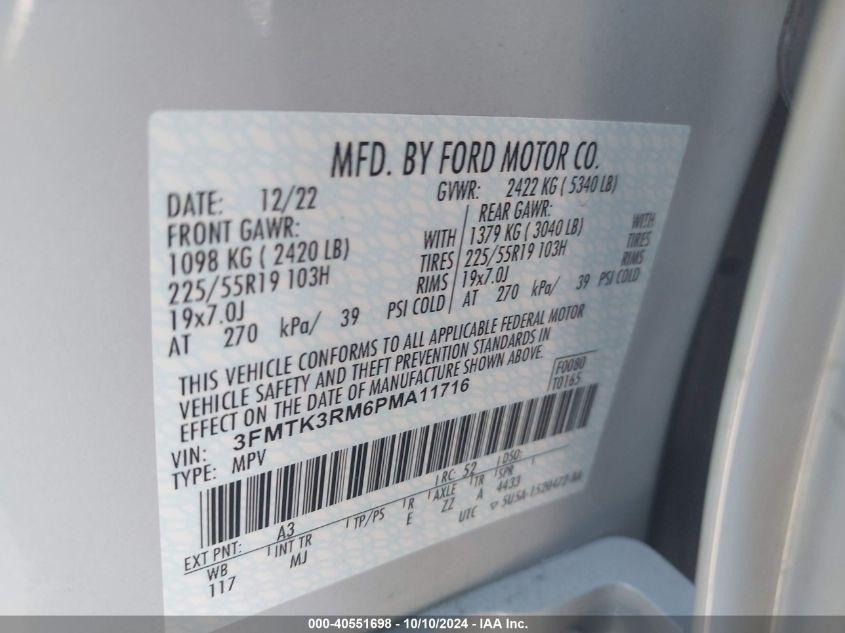 MFD. BY FORD MOTOR CO.
DATE: 12/22 GVWR: 2422 KG ( 5340 LB)
FRONT GAWR: REAR GAWR:
1098 KG ( 2420 LB) WITH 1379 KG ( 3040 LB) WITH
225/55R19 103H TIRES 225/55R19 103H TIRES
19x7.0J RIMS 19x7.0J RIMS
AT 270 kPa/ 39 PSI COLD AT 270 kPa/ 39 PSI COLD
THIS VEHICLE CONFORMS TO ALL APPLICABLE FEDERAL MOTOR
VEHICLE SAFETY AND THEFT PREVENTION STANDARDS IN
EFFECT ON THE DATE OF MANUFACTURE SHOWN ABOVE.
F0080
T0165
VIN: 3FMTK3RM6PMA11716
TYPE: MPV
EXT PNT: A3 RC: 52 DSO:
WB INT TR TP/PS R AXLE TR SPR
117 MJ E ZZ A 4433
UTC ▽ 5USA-1520472-AA
000-40551698 - 10/10/2024 - IAA Inc.